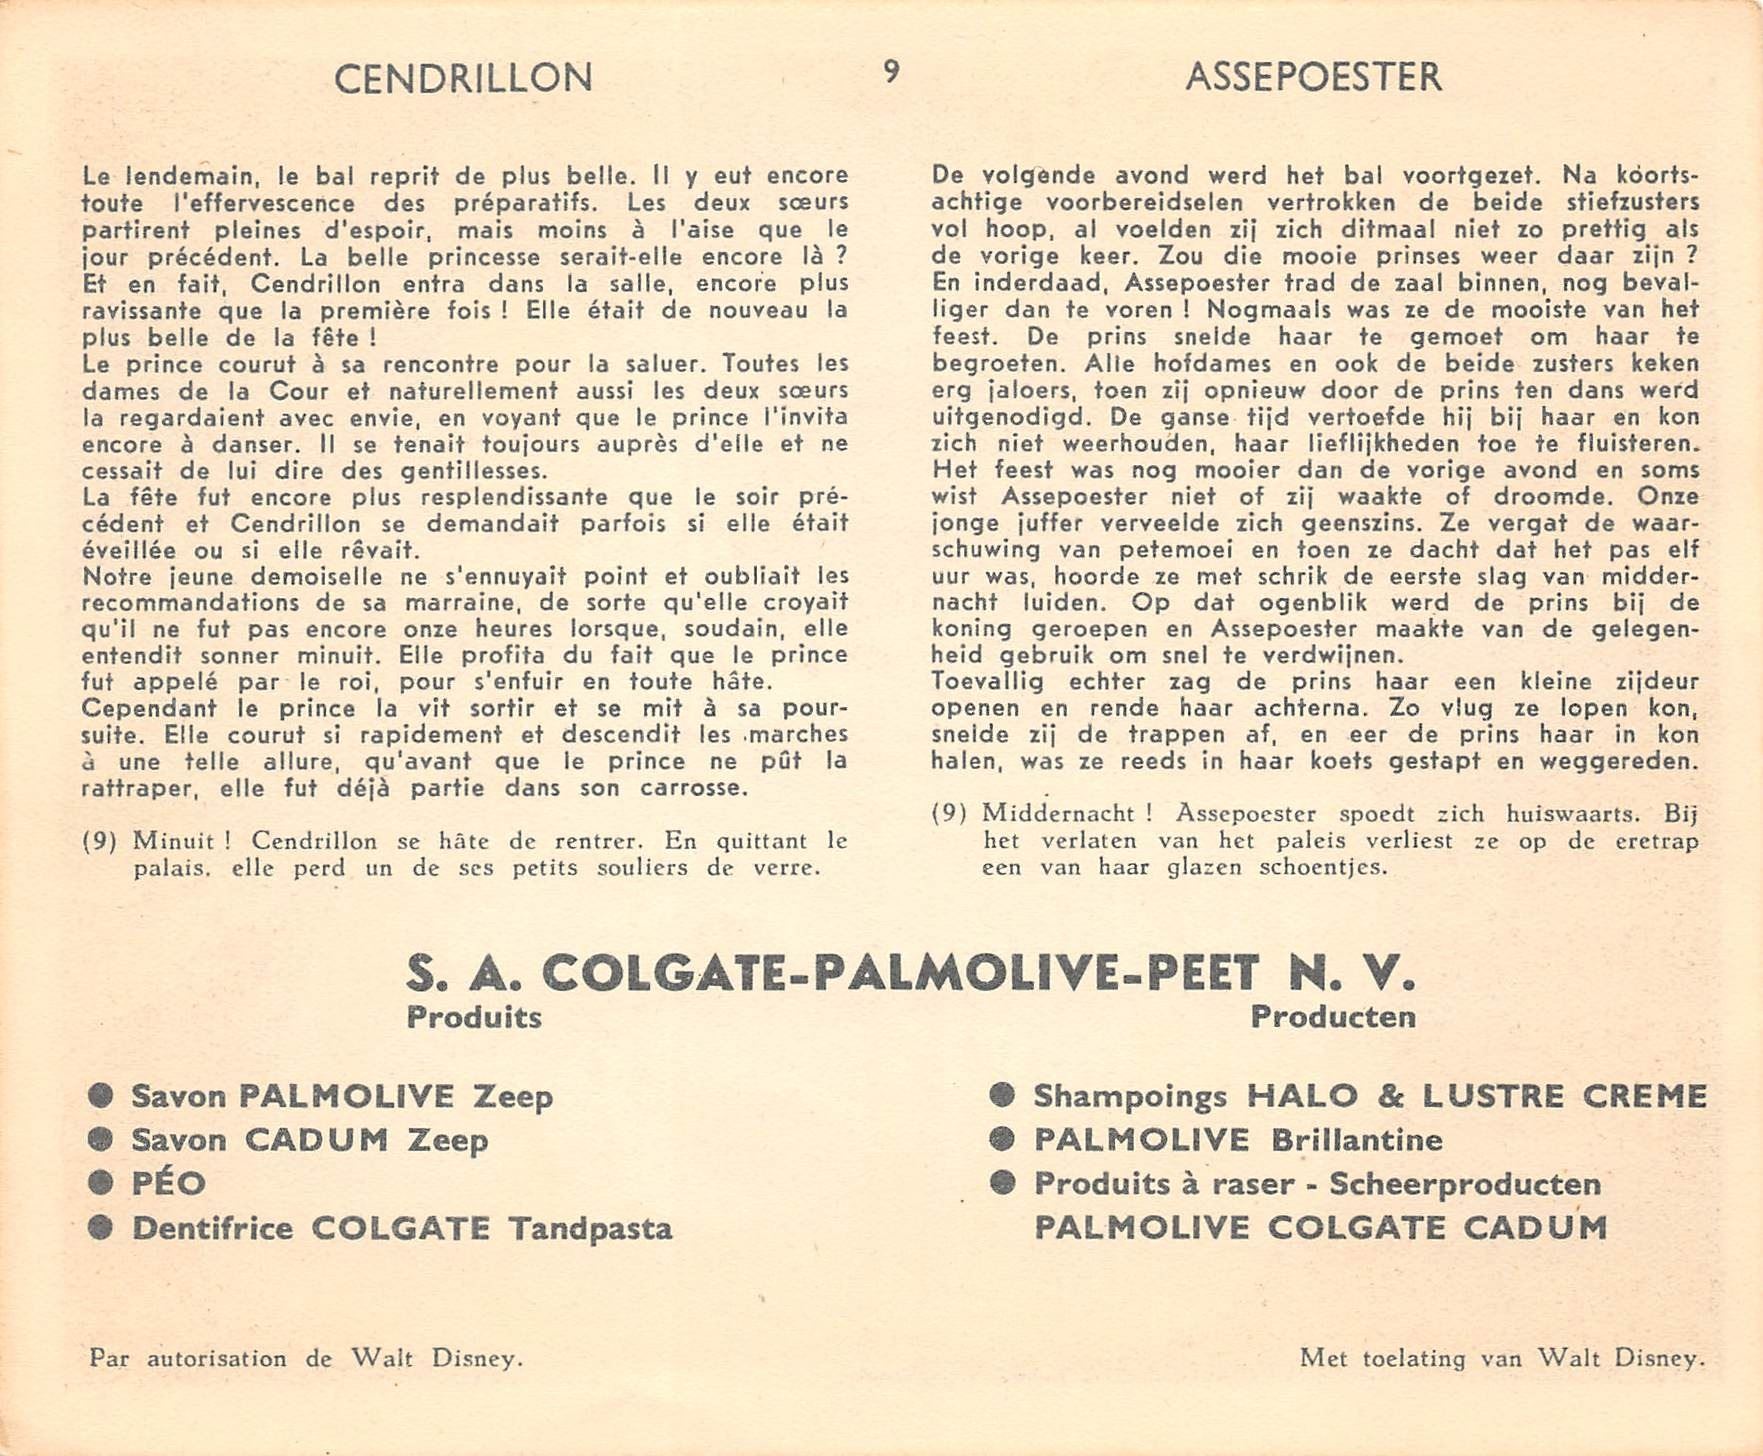 CENDRILLON
9
ASSEPOESTER
Le lendemain, le bal reprit de plus belle. Il y eut encore
toute l'effervescence des préparatifs. Les deux sœurs
partirent pleines d'espoir, mais moins à l'aise que le
jour précédent. La belle princesse serait-elle encore là ?
Et en fait, Cendrillon entra dans la salle, encore plus
ravissante que la première fois ! Elle était de nouveau la
plus belle de la fête !
Le prince courut à sa rencontre pour la saluer. Toutes les
dames de la Cour et naturellement aussi les deux sœurs
la regardaient avec envie, en voyant que le prince l'invita
encore à danser. Il se tenait toujours auprès d'elle et ne
cessait de lui dire des gentillesses.
La fête fut encore plus resplendissante que le soir pré-
cédent et Cendrillon se demandait parfois si elle était
éveillée ou si elle rêvait.
Notre jeune demoiselle ne s'ennuyait point et oubliait les
recommandations de sa marraine, de sorte qu'elle croyait
qu'il ne fut pas encore onze heures lorsque, soudain, elle
entendit sonner minuit. Elle profita du fait que le prince
fut appelé par le roi, pour s'enfuir en toute hâte.
Cependant le prince la vit sortir et se mit à sa pour-
suite. Elle courut si rapidement et descendit les marches
à une telle allure, qu'avant que le prince ne pût la
rattraper, elle fut déjà partie dans son carrosse.
(9) Minuit ! Cendrillon se hâte de rentrer. En quittant le
palais, elle perd un de ses petits souliers de verre.
De volgende avond werd het bal voortgezet. Na koorts-
achtige voorbereidselen vertrokken de beide stiefzusters
vol hoop, al voelden zij zich ditmaal niet zo prettig als
de vorige keer. Zou die mooie prinses weer daar zijn ?
En inderdaad, Assepoester trad de zaal binnen, nog beval-
liger dan te voren ! Nogmaals was ze de mooiste van het
feest. De prins snelde haar te gemoet om haar te
begroeten. Alle hofdames en ook de beide zusters keken
erg jaloers, toen zij opnieuw door de prins ten dans werd
uitgenodigd. De ganse tijd vertoefde hij bij haar en kon
zich niet weerhouden, haar lieflijkheden toe te fluisteren.
Het feest was nog mooier dan de vorige avond en soms
wist Assepoester niet of zij waakte of droomde. Onze
jonge juffer verveelde zich geenszins. Ze vergat de waar-
schuwing van petemoei en toen ze dacht dat het pas elf
uur was, hoorde ze met schrik de eerste slag van midder-
nacht luiden. Op dat ogenblik werd de prins bij de
koning geroepen en Assepoester maakte van de gelegen-
heid gebruik om snel te verdwijnen.
Toevallig echter zag de prins haar een kleine zijdeur
openen en rende haar achterna. Zo vlug ze lopen kon,
snelde zij de trappen af, en eer de prins haar in kon
halen, was ze reeds in haar koets gestapt en weggereden.
(9) Middernacht ! Assepoester spoedt zich huiswaarts. Bij
het verlaten van het paleis verliest ze op de eretrap
een van haar glazen schoentjes.
S. A. COLGATE-PALMOLIVE-PEET N. V.
Produits
Producten
● Savon PALMOLIVE Zeep
● Savon CADUM Zeep
● PÉO
● Dentifrice COLGATE Tandpasta
● Shampoings HALO & LUSTRE CREME
● PALMOLIVE Brillantine
● Produits à raser - Scheerproducten
PALMOLIVE COLGATE CADUM
Par autorisation de Walt Disney.
Met toelating van Walt Disney.